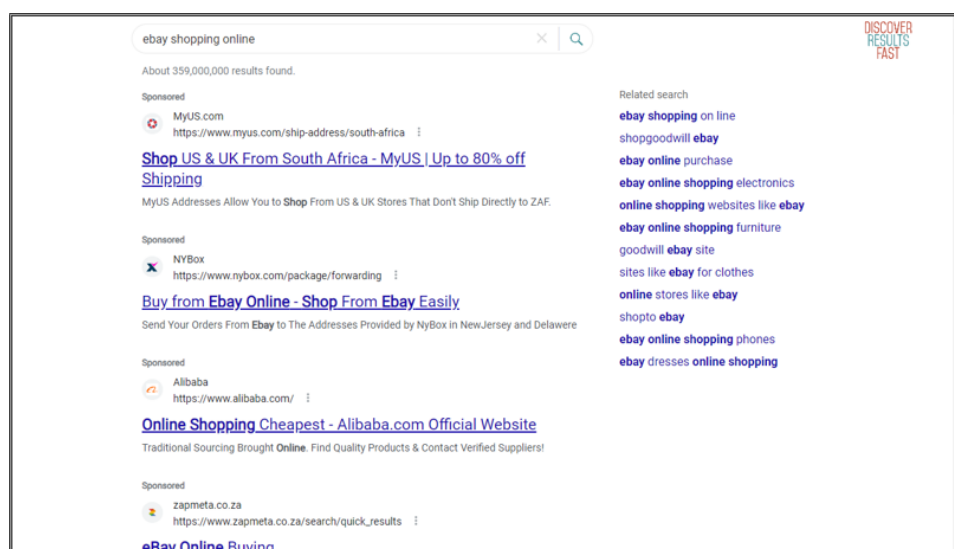 ebay shopping online
DISCOVER
RESULTS
FAST
About 359,000,000 results found.
Sponsored
MyUS.com
https://www.myus.com/ship-address/south-africa
Shop US & UK From South Africa - MyUS | Up to 80% off
Shipping
MyUS Addresses Allow You to Shop From US & UK Stores That Don't Ship Directly to ZAF.
Sponsored
NYBox
https://www.nybox.com/package/forwarding
Buy from Ebay Online - Shop From Ebay Easily
Send Your Orders From Ebay to The Addresses Provided by NyBox in NewJersey and Delawere
Sponsored
Alibaba
https://www.alibaba.com/
Online Shopping Cheapest - Alibaba.com Official Website
Traditional Sourcing Brought Online. Find Quality Products & Contact Verified Suppliers!
Sponsored
zapmeta.co.za
https://www.zapmeta.co.za/search/quick_results
eBay Online Buying
Related search
ebay shopping on line
shopgoodwill ebay
ebay online purchase
ebay online shopping electronics
online shopping websites like ebay
ebay online shopping furniture
goodwill ebay site
sites like ebay for clothes
online stores like ebay
shopto ebay
ebay online shopping phones
ebay dresses online shopping